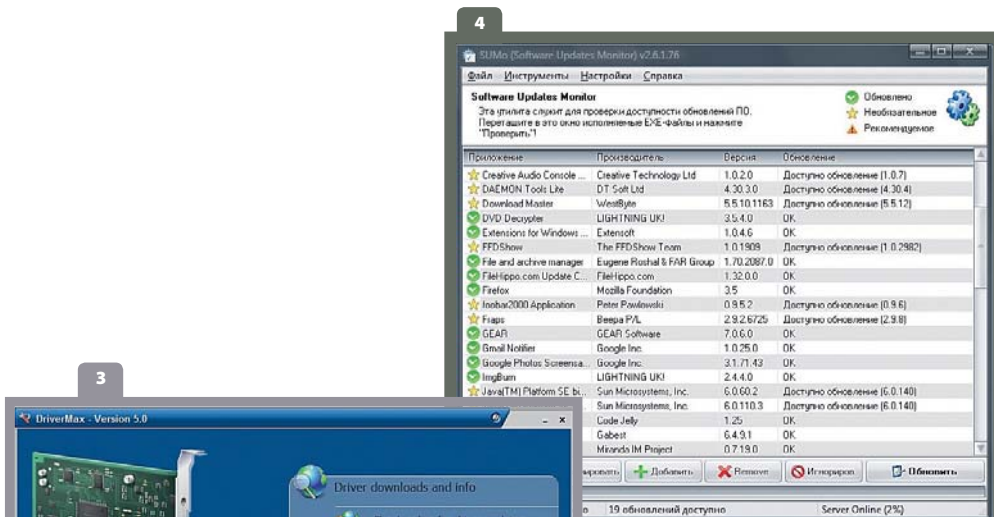 4
SUMo (Software Updates Monitor) v2.6.1.76
Файл Инструменты Настройки Справка
Software Updates Monitor
Эта утилита служит для проверки доступности обновлений ПО.
Перетащите в это окно исполняемые EXE-файлы и нажмите
"Проверить"!
Обновлено
Необязательное
Рекомендуемое
Приложение Производитель Версия Обновление
Creative Audio Console ... Creative Technology Ltd 1.0.2.0 Доступно обновление (1.0.7)
DAEMON Tools Lite DT Soft Ltd 4.30.3.0 Доступно обновление (4.30.4)
Download Master WestByte 5.5.10.1163 Доступно обновление (5.5.12)
DVD Decrypter LIGHTNING UK! 3.5.4.0 OK
Extensions for Windows ... Extensoft 1.0.4.6 OK
FFDShow The FFDShow Team 1.0.1909 Доступно обновление (1.0.2982)
File and archive manager Eugene Roshal & FAR Group 1.70.2087.0 OK
FileHippo.com Update C... FileHippo.com 1.32.0.0 OK
Firefox Mozilla Foundation 3.5 OK
foobar2000 Application Peter Pawlowski 0.9.5.2 Доступно обновление (0.9.6)
Fraps Beepa P/L 2.9.2.6725 Доступно обновление (2.9.8)
GEAR GEAR Software 7.0.6.0 OK
Gmail Notifier Google Inc. 1.0.25.0 OK
Google Photos Screensa... Google Inc. 3.1.71.43 OK
ImgBurn LIGHTNING UK! 2.4.4.0 OK
Java(TM) Platform SE bi... Sun Microsystems, Inc. 6.0.60.2 Доступно обновление (6.0.140)
Sun Microsystems, Inc. 6.0.110.3 Доступно обновление (6.0.140)
Code Jelly 1.25 OK
Gabest 6.4.9.1 OK
Miranda IM Project 0.7.19.0 OK
Добавить Remove Игнориров. Обновить
19 обновлений доступно Server Online (2%)
3
DriverMax - Version 5.0
Driver downloads and info